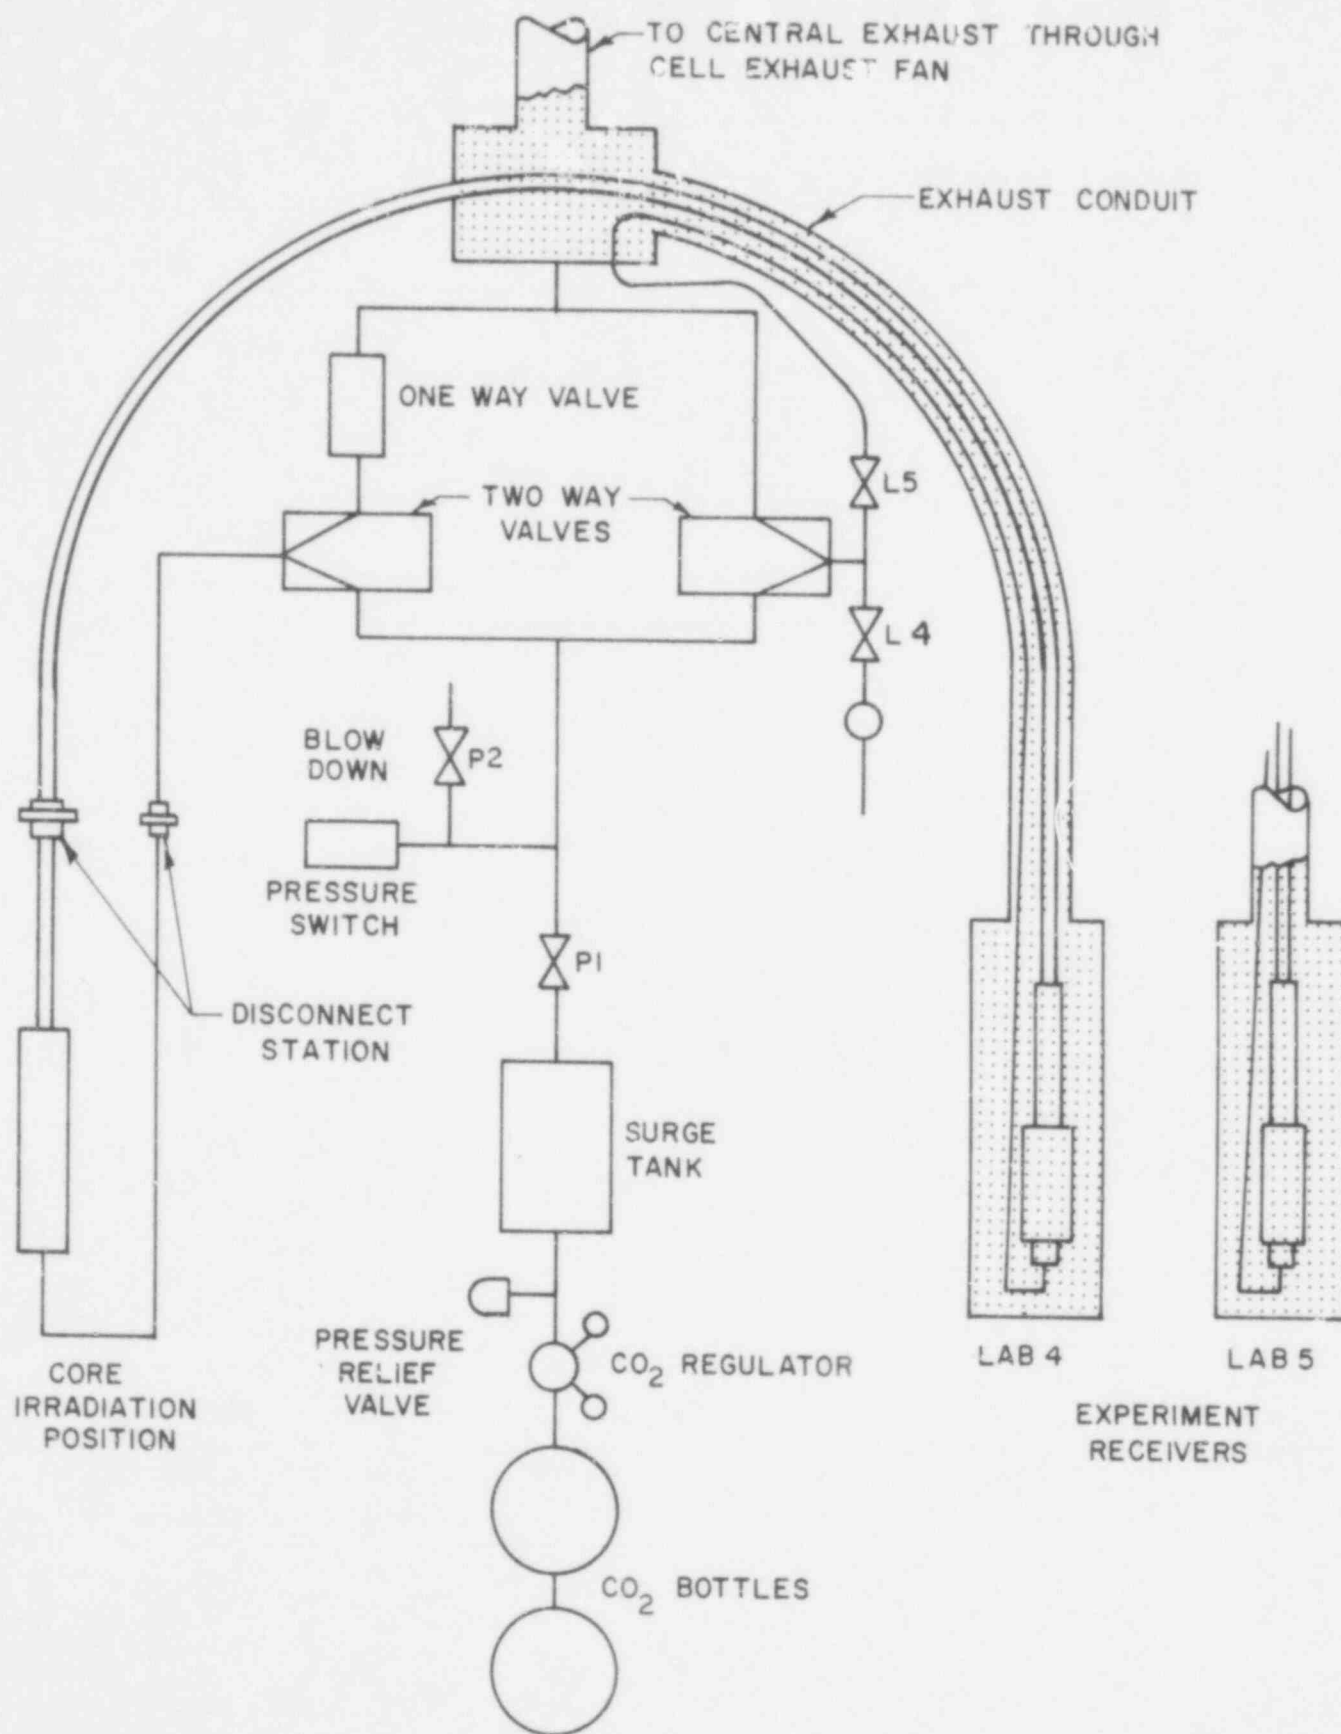 TO CENTRAL EXHAUST THROUGH
CELL EXHAUST FAN
EXHAUST CONDUIT
ONE WAY VALVE
TWO WAY
VALVES
L5
L4
BLOW
DOWN
P2
PRESSURE
SWITCH
P1
DISCONNECT
STATION
SURGE
TANK
PRESSURE
RELIEF
VALVE
CO₂ REGULATOR
CORE
IRRADIATION
POSITION
LAB 4
LAB 5
EXPERIMENT
RECEIVERS
CO₂ BOTTLES